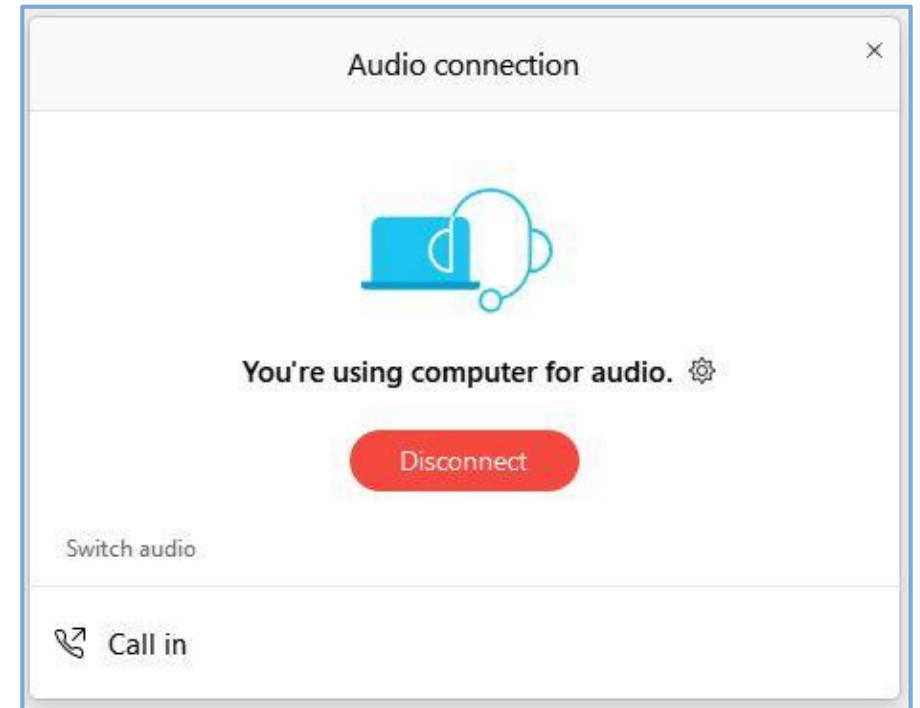 Audio connection
You're using computer for audio.
Disconnect
Switch audio
Call in